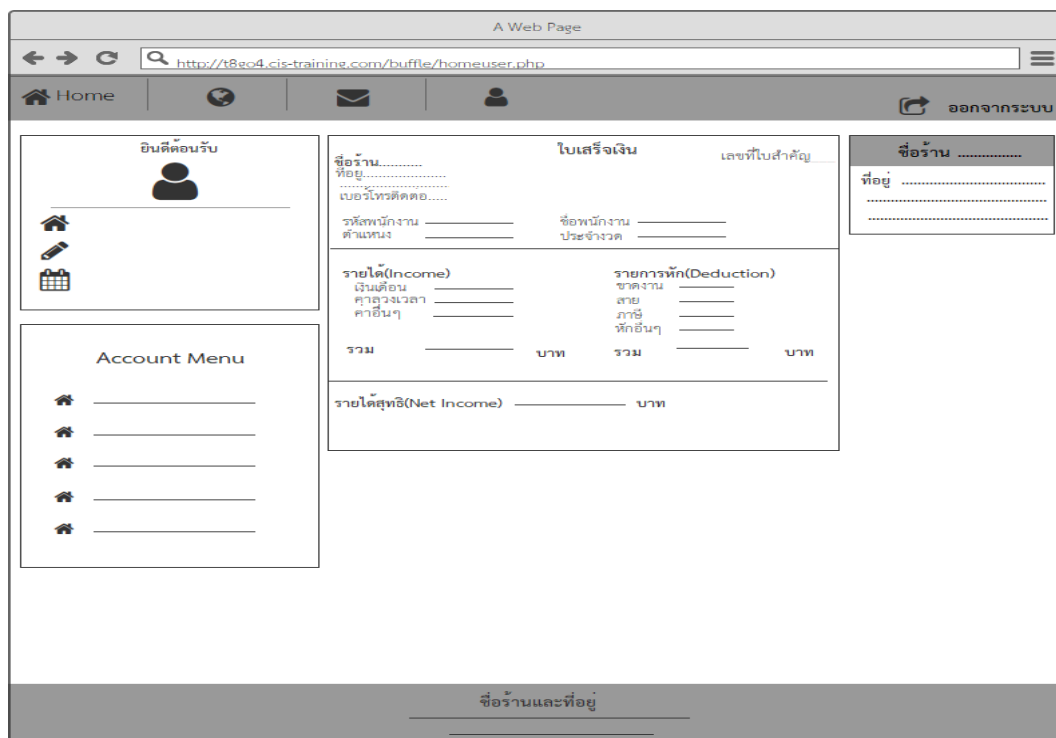 A Web Page
http://t8go4.cis-training.com/buffle/homeuser.php
Home
ออกจากระบบ
ยินดีต้อนรับ
Account Menu
ใบเสร็จเงิน
เลขที่ใบสำคัญ
ชื่อร้าน...........
ที่อยู่.....................
...........................
เบอร์โทรติดต่อ.....
รหัสพนักงาน ชื่อพนักงาน
ตำแหน่ง ประจำงวด
รายได้(Income) รายการหัก(Deduction)
เงินเดือน ขาดงาน
ค่าล่วงเวลา สาย
ค่าอื่นๆ ภาษี
หักอื่นๆ
รวม บาท รวม บาท
รายได้สุทธิ(Net Income) บาท
ชื่อร้าน ................
ที่อยู่ ....................................
.............................................
.............................................
ชื่อร้านและที่อยู่